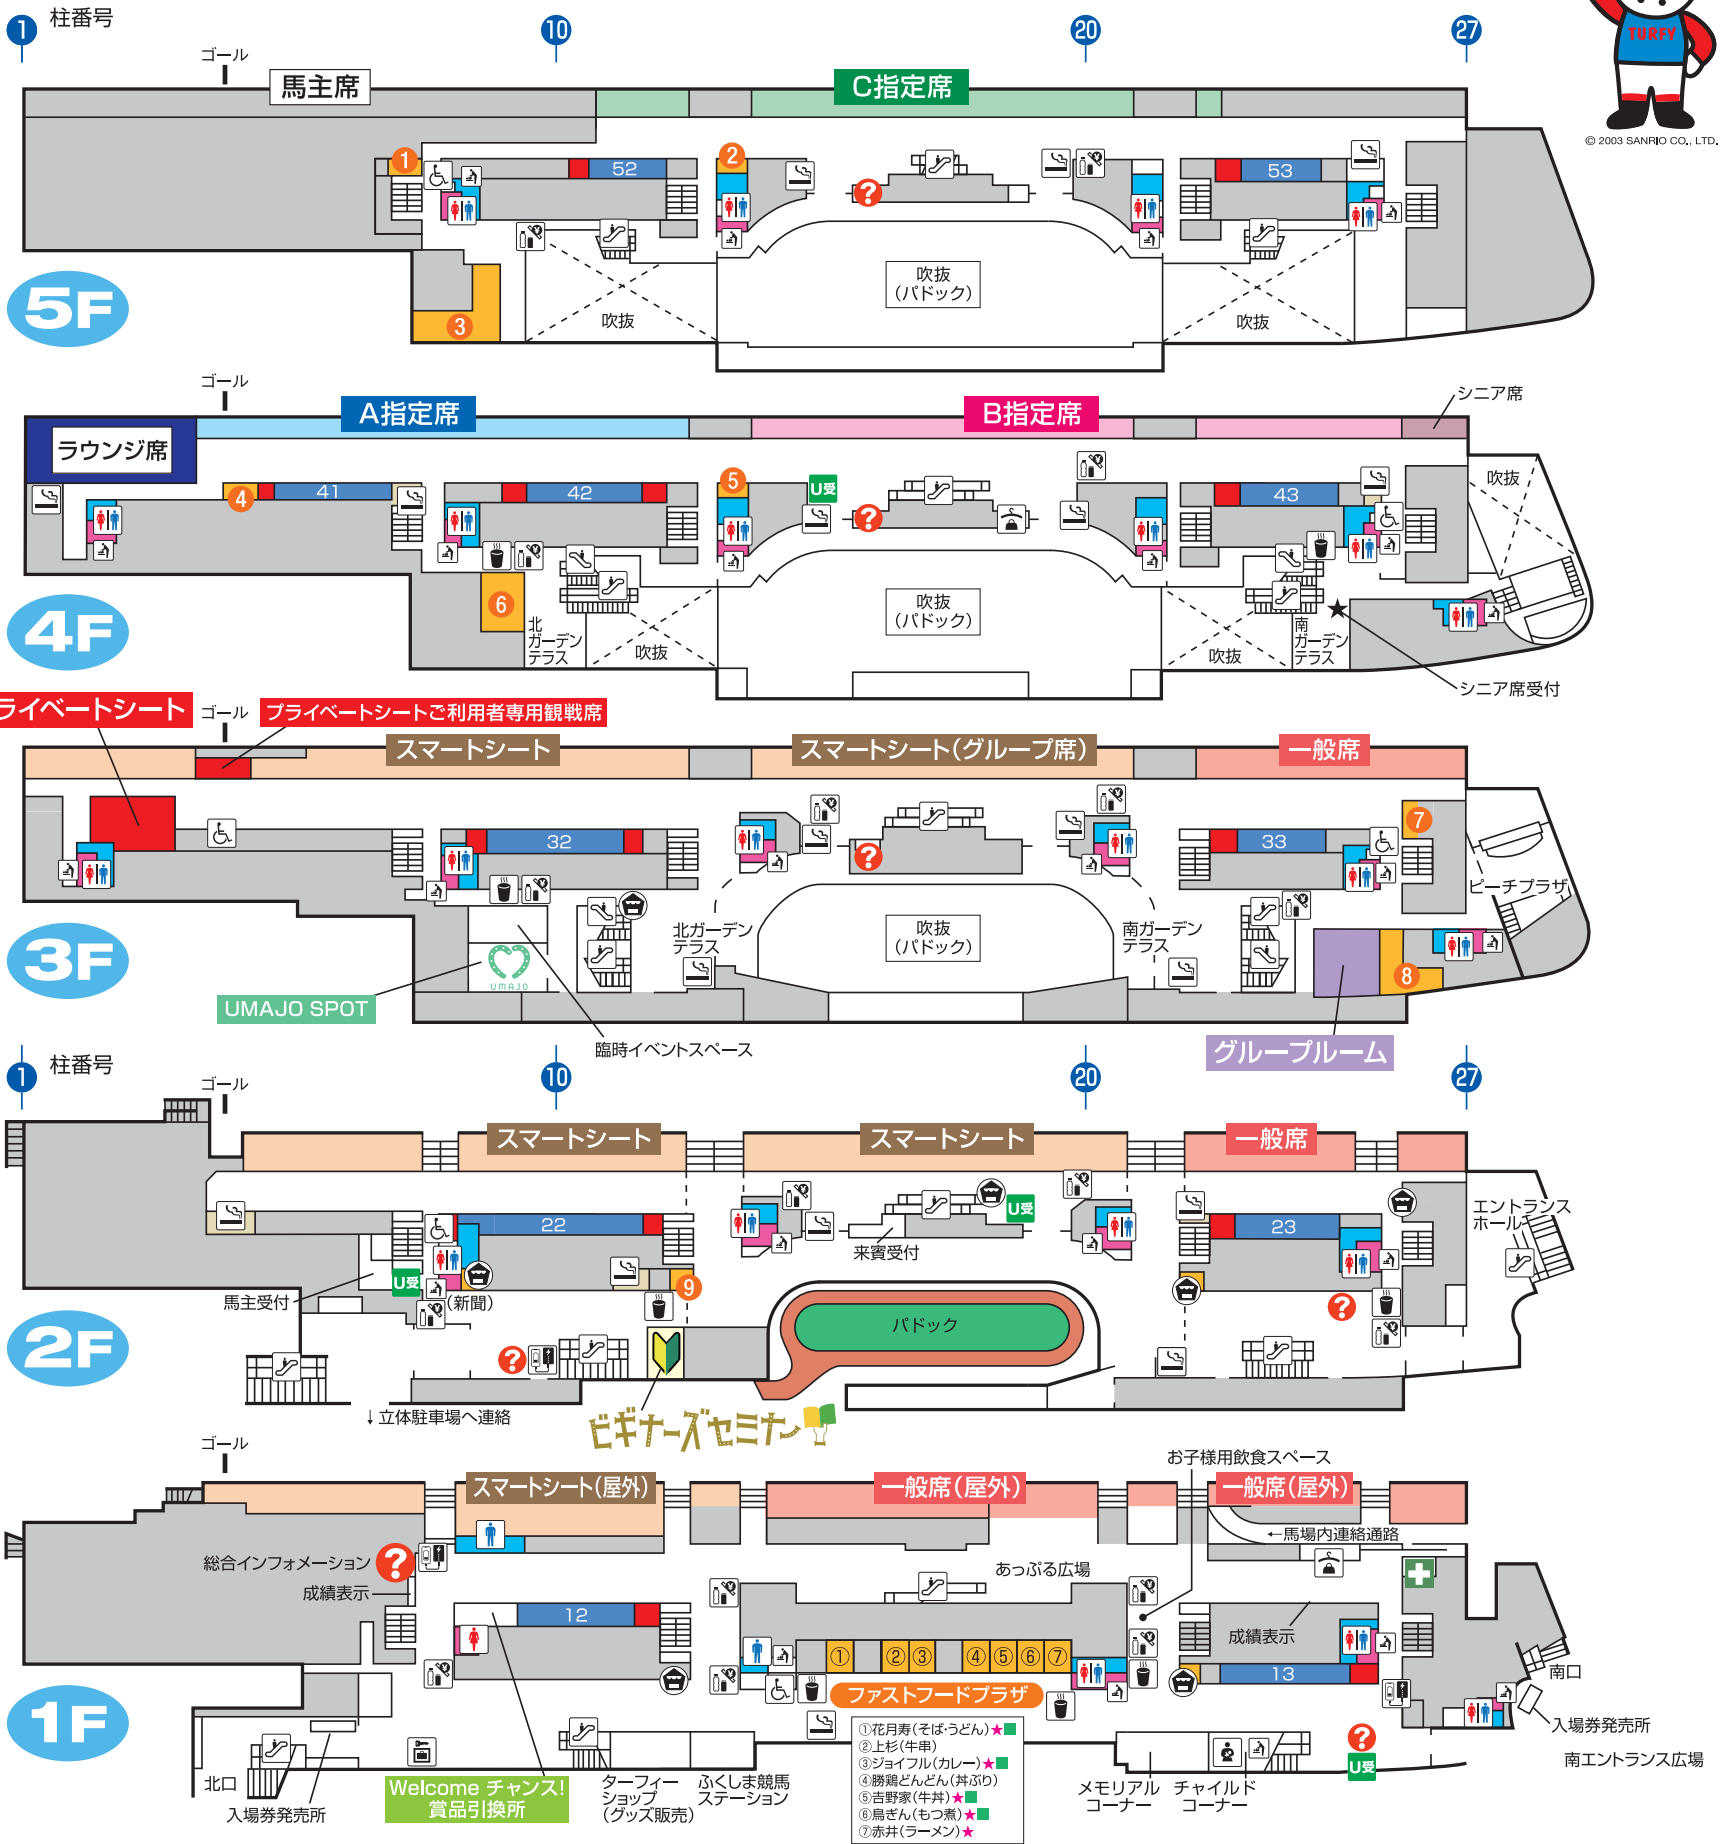 1 柱番号
10
20
27
TURFY
© 2003 SANRIO CO., LTD.
ゴール
馬主席
C指定席
1
52
2
?
53
吹抜
(パドック)
吹抜
吹抜
3
5F
ゴール
A指定席
B指定席
シニア席
ラウンジ席
4
41
42
5
U受
?
43
吹抜
6
北
ガーデン
テラス
吹抜
吹抜
(パドック)
吹抜
南
ガーデン
テラス
★
シニア席受付
4F
ライベートシート
ゴール
プライベートシートご利用者専用観戦席
スマートシート
スマートシート(グループ席)
一般席
32
?
33
7
ピーチプラザ
北ガーデン
テラス
吹抜
(パドック)
南ガーデン
テラス
UMAJO
8
3F
UMAJO SPOT
臨時イベントスペース
グループルーム
1 柱番号
10
20
27
ゴール
スマートシート
スマートシート
一般席
22
U受
来賓受付
23
エントランス
ホール
馬主受付
U受
(新聞)
9
?
パドック
2F
?
↓立体駐車場へ連絡
ビギナーズセミナー
ゴール
お子様用飲食スペース
スマートシート(屋外)
一般席(屋外)
一般席(屋外)
←馬場内連絡通路
総合インフォメーション ?
成績表示
あっぷる広場
12
成績表示
13
① ② ③ ④ ⑤ ⑥ ⑦
ファストフードプラザ
南口
入場券発売所
南エントランス広場
1F
①花月寿(そば・うどん)★■
②上杉(牛串)
③ジョイフル(カレー)★■
④勝鶏どんどん(丼ぶり)
⑤吉野家(牛丼)★■
⑥鳥ぎん(もつ煮)★■
⑦赤井(ラーメン)★
?
U受
北口
入場券発売所
Welcome チャンス!
賞品引換所
ターフィー
ショップ
(グッズ販売)
ふくしま競馬
ステーション
メモリアル
コーナー
チャイルド
コーナー